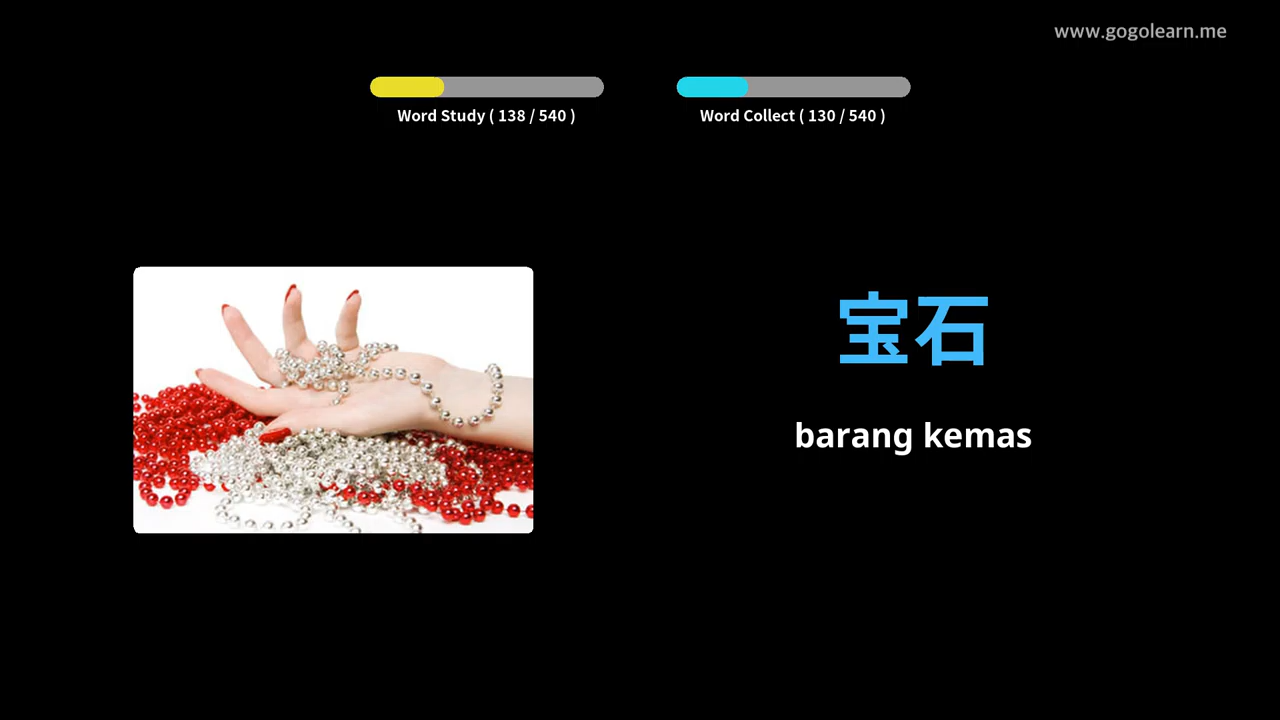 www.gogolearn.me
Word Study ( 138 / 540 )
Word Collect ( 130 / 540 )
宝石
barang kemas